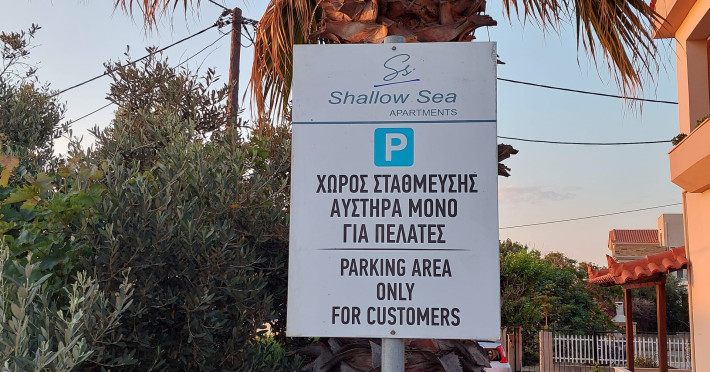 Ss
Shallow Sea
APARTMENTS
P
ΧΩΡΟΣ ΣΤΑΘΜΕΥΣΗΣ
ΑΥΣΤΗΡΑ ΜΟΝΟ
ΓΙΑ ΠΕΛΑΤΕΣ
PARKING AREA
ONLY
FOR CUSTOMERS